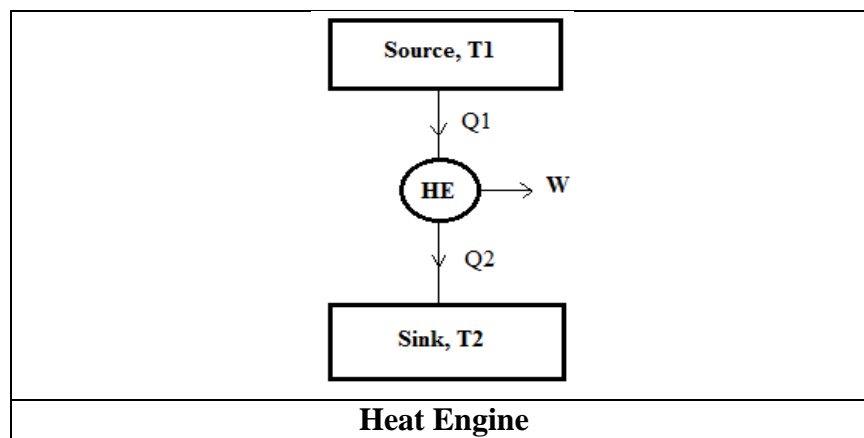 Source, T1
Q1
HE
W
Q2
Sink, T2
Heat Engine